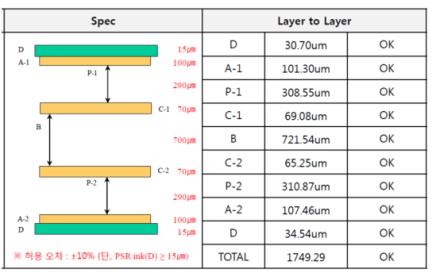 Spec
Layer to Layer
D 15㎛
A-1 100㎛
P-1
290㎛
C-1 70㎛
B
700㎛
C-2 70㎛
P-2
290㎛
A-2 100㎛
D 15㎛
※ 허용 오차 : ±10% (단, PSR ink(D) ≥ 15㎛)
D 30.70um OK
A-1 101.30um OK
P-1 308.55um OK
C-1 69.08um OK
B 721.54um OK
C-2 65.25um OK
P-2 310.87um OK
A-2 107.46um OK
D 34.54um OK
TOTAL 1749.29 OK